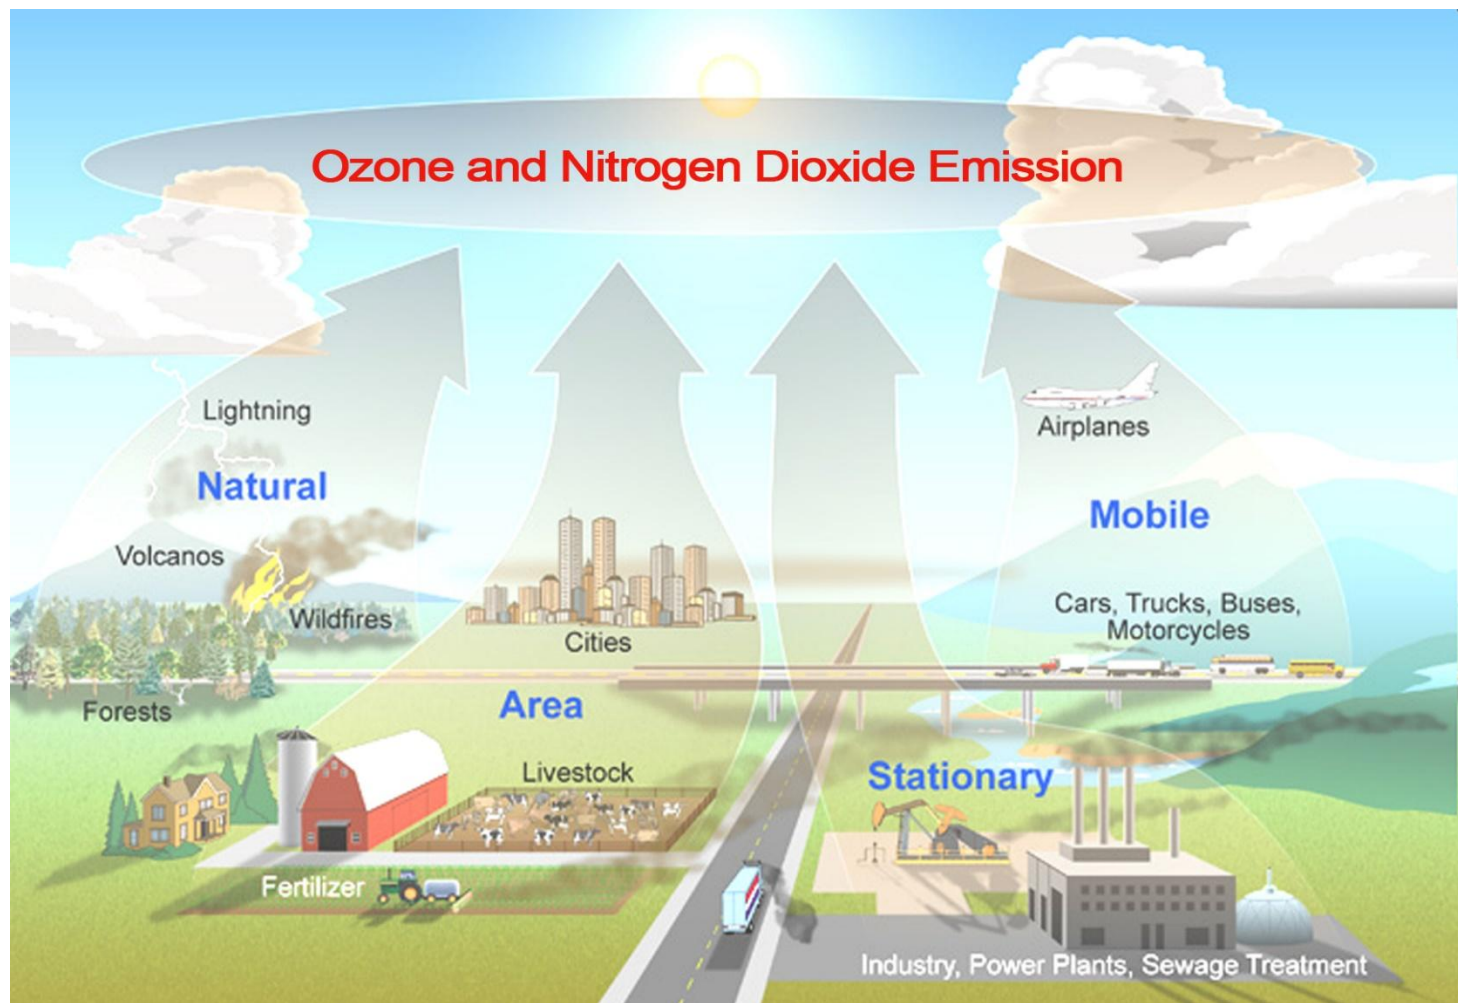 Ozone and Nitrogen Dioxide Emission
Lightning
Natural
Volcanos
Wildfires
Forests
Cities
Area
Livestock
Fertilizer
Airplanes
Mobile
Cars, Trucks, Buses,
Motorcycles
Stationary
Industry, Power Plants, Sewage Treatment